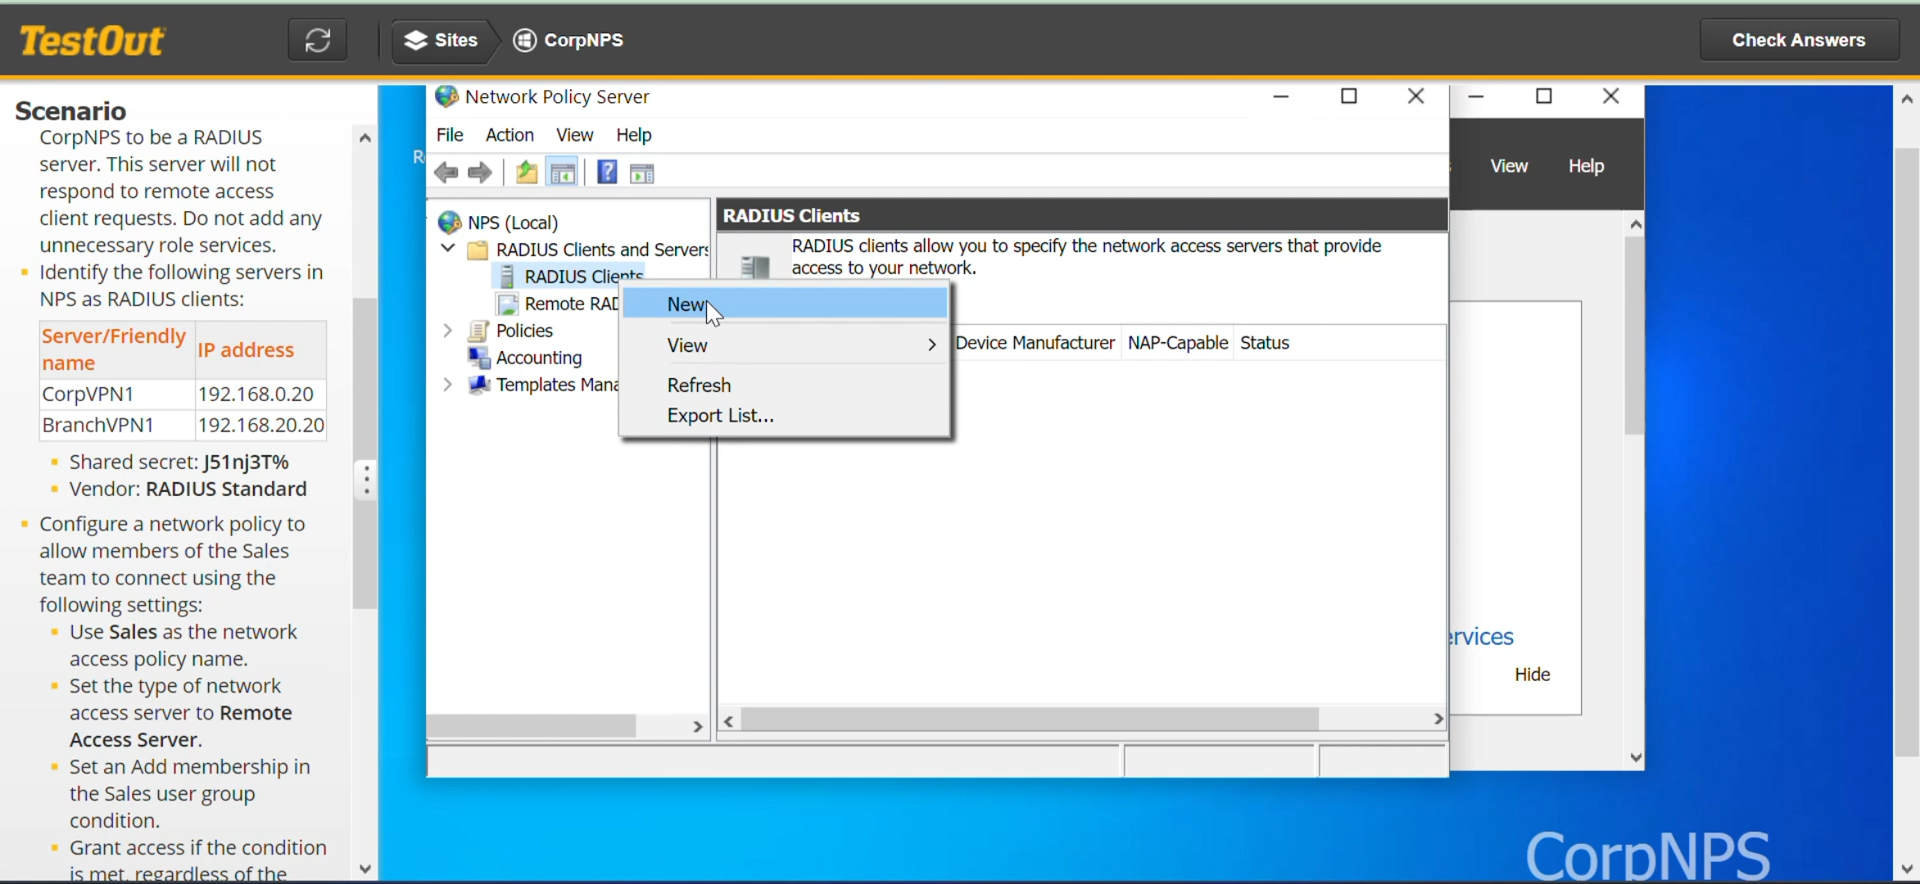 TestOut
Sites
CorpNPS
Check Answers
Scenario
CorpNPS to be a RADIUS
server. This server will not
respond to remote access
client requests. Do not add any
unnecessary role services.
Identify the following servers in
NPS as RADIUS clients:
Server/Friendly name IP address
CorpVPN1 192.168.0.20
BranchVPN1 192.168.20.20
Shared secret: J51nj3T%
Vendor: RADIUS Standard
Configure a network policy to
allow members of the Sales
team to connect using the
following settings:
Use Sales as the network
access policy name.
Set the type of network
access server to Remote
Access Server.
Set an Add membership in
the Sales user group
condition.
Grant access if the condition
is met, regardless of the
Network Policy Server
File Action View Help
NPS (Local)
RADIUS Clients and Servers
RADIUS Clients
Remote RAD
Policies
Accounting
Templates Mana
RADIUS Clients
RADIUS clients allow you to specify the network access servers that provide
access to your network.
Device Manufacturer NAP-Capable Status
New
View
Refresh
Export List...
View Help
ervices
Hide
CorpNPS